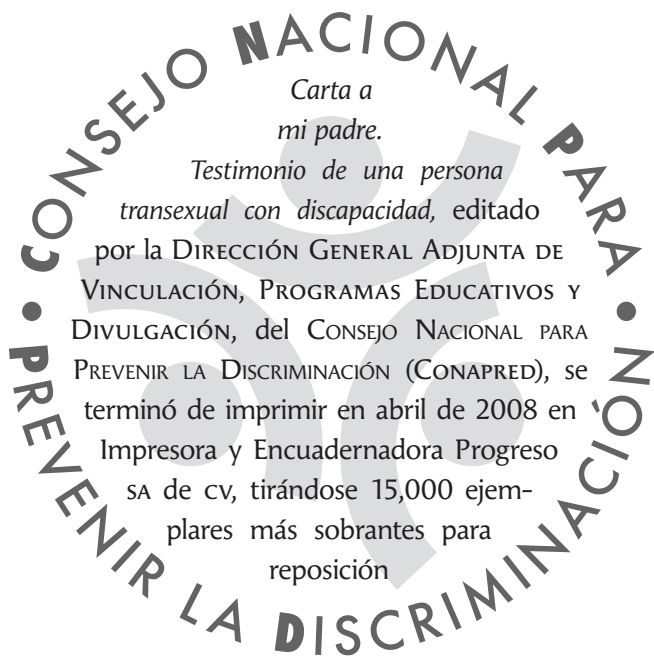 CONSEJO NACIONAL PARA
• PREVENIR LA DISCRIMINACIÓN •
Carta a
mi padre.
Testimonio de una persona
transexual con discapacidad, editado
por la DIRECCIÓN GENERAL ADJUNTA DE
VINCULACIÓN, PROGRAMAS EDUCATIVOS Y
DIVULGACIÓN, del CONSEJO NACIONAL PARA
PREVENIR LA DISCRIMINACIÓN (CONAPRED), se
terminó de imprimir en abril de 2008 en
Impresora y Encuadernadora Progreso
SA de CV, tirándose 15,000 ejem-
plares más sobrantes para
reposición